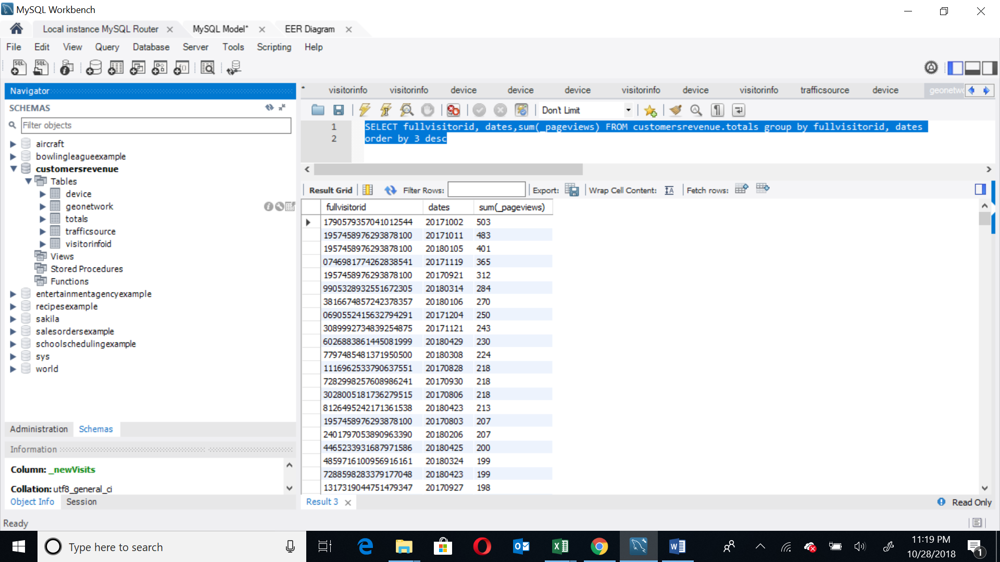 MySQL Workbench
Local instance MySQL Router
MySQL Model*
EER Diagram
File Edit View Query Database Server Tools Scripting Help
Navigator
SCHEMAS
Filter objects
aircraft
bowlingleagueexample
customersrevenue
Tables
device
geonetwork
totals
trafficsource
visitorinfoid
Views
Stored Procedures
Functions
entertainmentagencyexample
recipesexample
sakila
salesordersexample
schoolschedulingexample
sys
world
Administration Schemas
Information
Column: _newVisits
Collation: utf8_general_ci
Object Info Session
* visitorinfo visitorinfo device device device visitorinfo device visitorinfo trafficsource device geonetwo
Don't Limit
1 SELECT fullvisitorid, dates,sum(_pageviews) FROM customersrevenue.totals group by fullvisitorid, dates
2 order by 3 desc
Result Grid Filter Rows: Export: Wrap Cell Content: Fetch rows:
fullvisitorid dates sum(_pageviews)
1790579357041012544 20171002 503
1957458976293878100 20171011 483
1957458976293878100 20180105 401
0746981774262838541 20171119 365
1957458976293878100 20170921 312
9905328932551672305 20180314 284
3816674857242378357 20180106 270
0690552415632794291 20171204 250
3089992734839254875 20171121 243
6026883861445081999 20180429 230
7797485481371950500 20180308 224
1116962533790637551 20170828 218
7282998257608986241 20170930 218
3028005181736279515 20170806 218
8126495242171361538 20180423 213
1957458976293878100 20170803 207
2401797053890963390 20180206 207
4465233931687971586 20180425 200
4859716100956916161 20180324 199
7288598283379177048 20180423 199
1317319044751479347 20170927 198
Result 3
Read Only
Ready
Type here to search
11:19 PM
10/28/2018
1